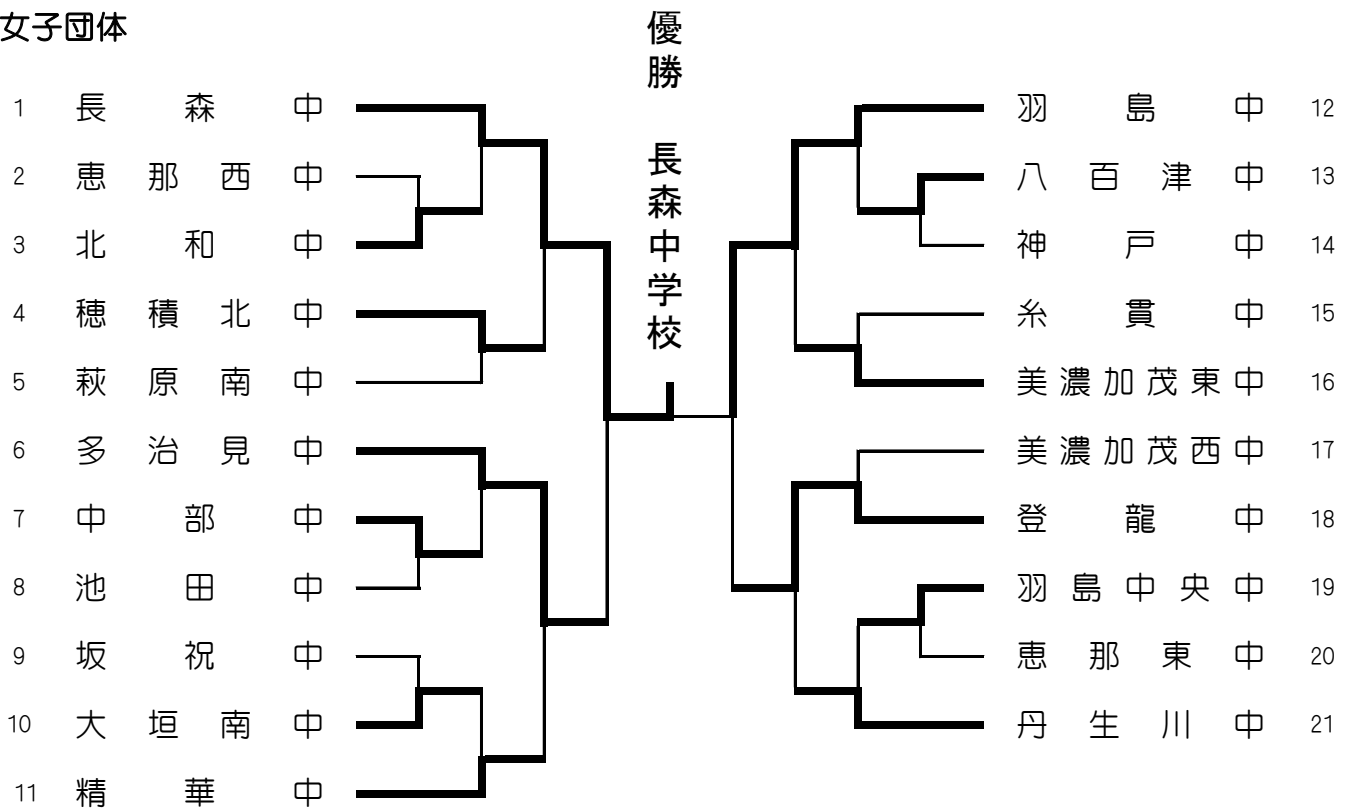 女子団体
優勝 長森中学校
1 長森中
2 恵那西中
3 北和中
4 穂積北中
5 萩原南中
6 多治見中
7 中部中
8 池田中
9 坂祝中
10 大垣南中
11 精華中
羽島中 12
八百津中 13
神戸中 14
糸貫中 15
美濃加茂東中 16
美濃加茂西中 17
登龍中 18
羽島中央中 19
恵那東中 20
丹生川中 21